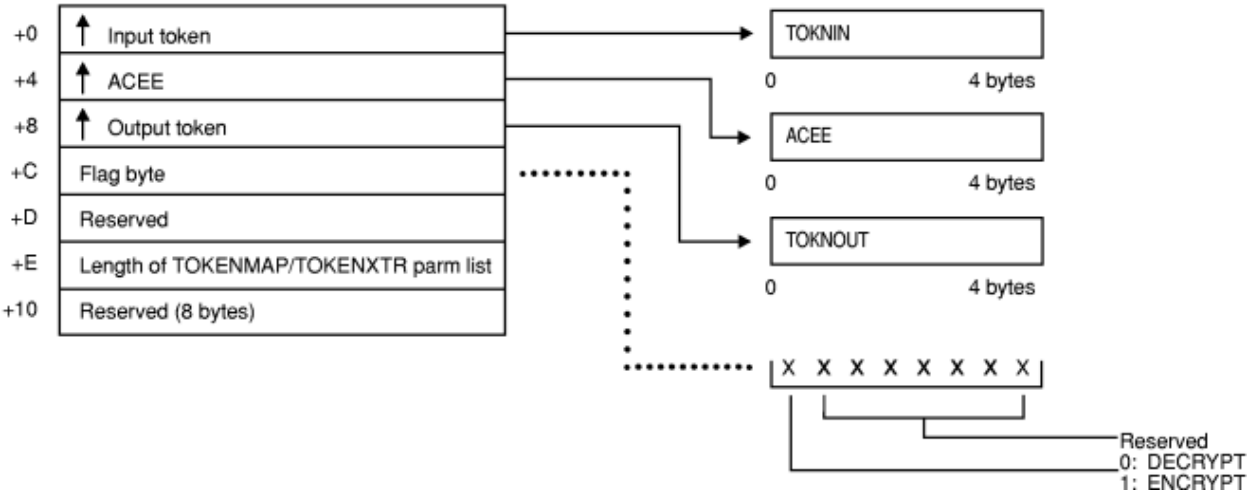 +0 Input token
+4 ACEE
+8 Output token
+C Flag byte
+D Reserved
+E Length of TOKENMAP/TOKENXTR parm list
+10 Reserved (8 bytes)
TOKNIN
0 4 bytes
ACEE
0 4 bytes
TOKNOUT
0 4 bytes
X X X X X X X X
Reserved
0: DECRYPT
1: ENCRYPT